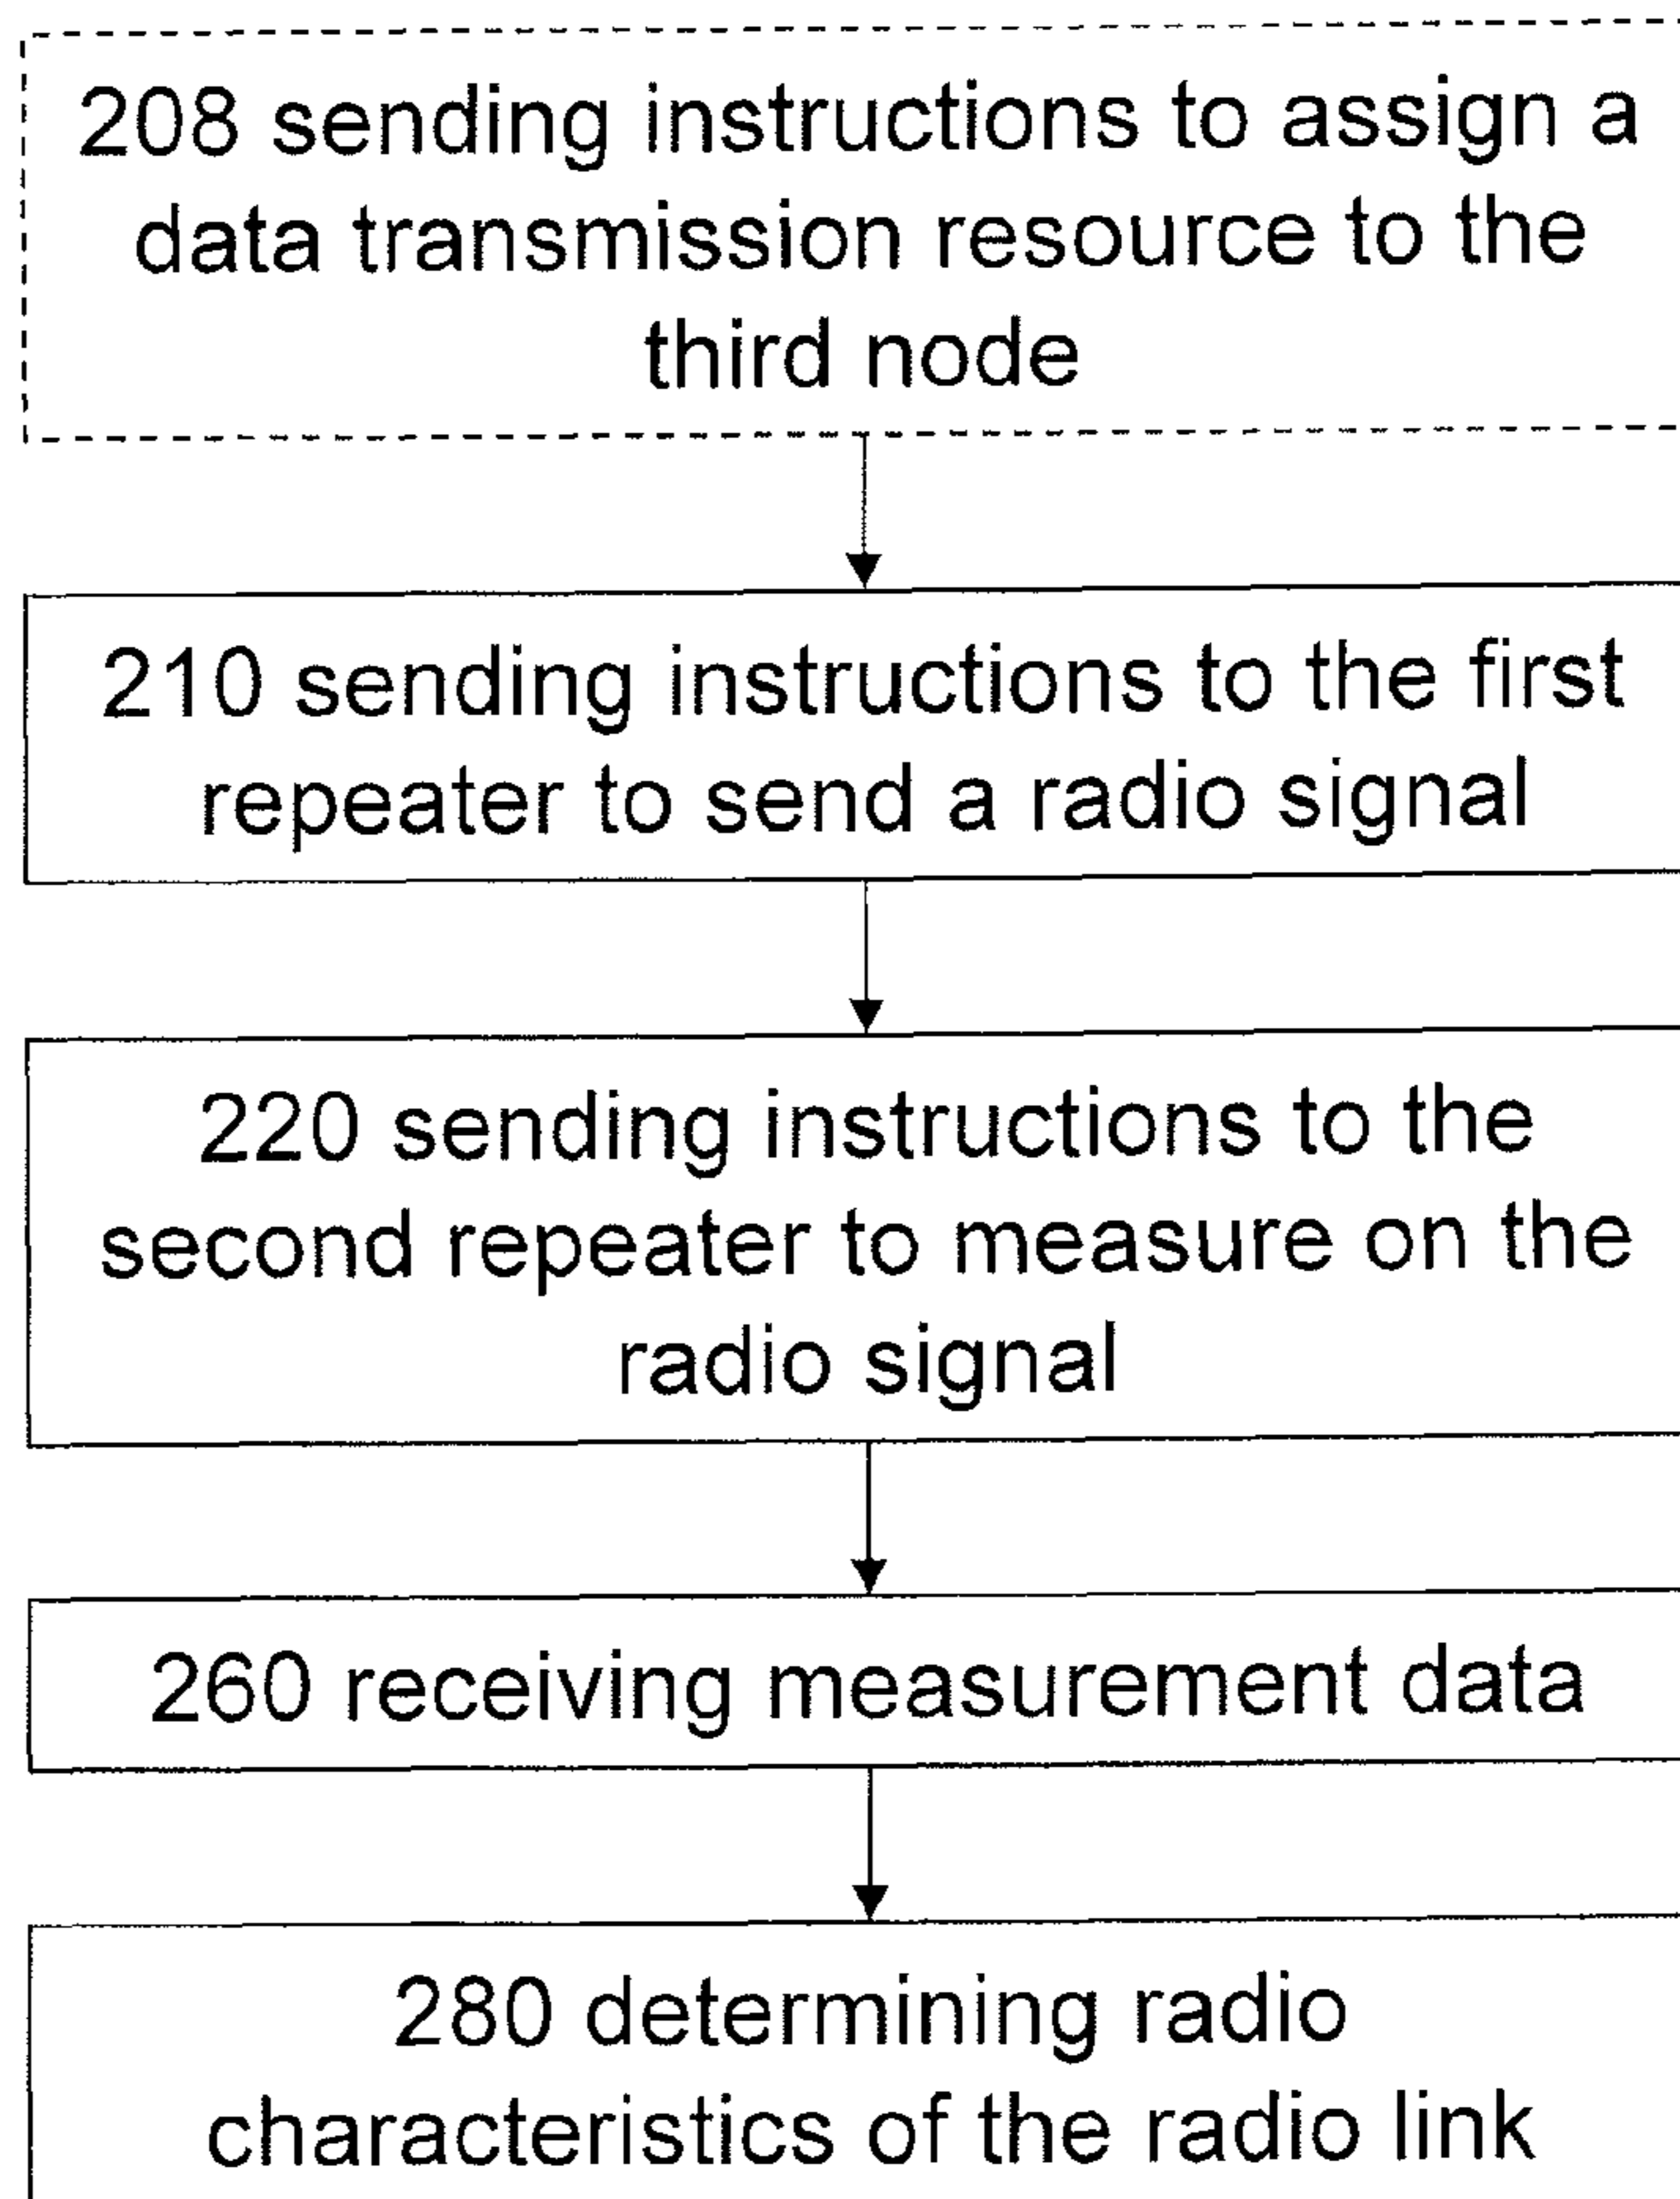 208 sending instructions to assign a
data transmission resource to the
third node
210 sending instructions to the first
repeater to send a radio signal
220 sending instructions to the
second repeater to measure on the
radio signal
260 receiving measurement data
280 determining radio
characteristics of the radio link